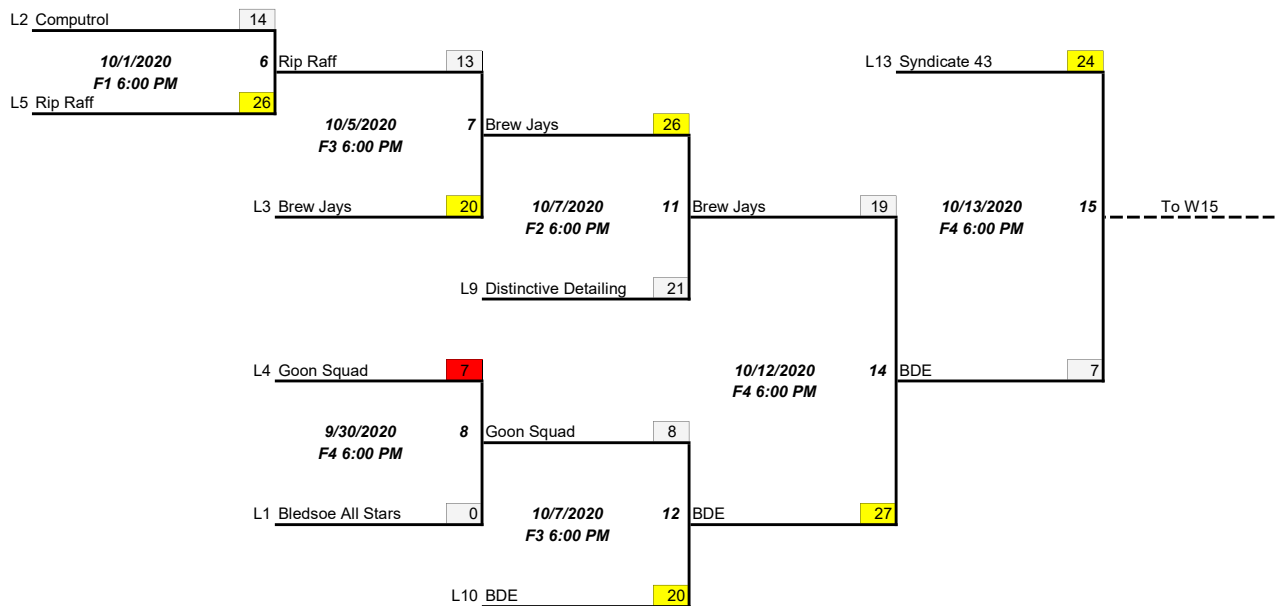 L2 Computrol 14
10/1/2020 6 Rip Raff 13 L13 Syndicate 43 24
F1 6:00 PM
L5 Rip Raff 26
10/5/2020 7 Brew Jays 26
F3 6:00 PM
L3 Brew Jays 20 10/7/2020 11 Brew Jays 19 10/13/2020 15 To W15
F2 6:00 PM F4 6:00 PM
L9 Distinctive Detailing 21
L4 Goon Squad 7 10/12/2020 14 BDE 7
F4 6:00 PM
9/30/2020 8 Goon Squad 8
F4 6:00 PM
L1 Bledsoe All Stars 0 10/7/2020 12 BDE 27
F3 6:00 PM
L10 BDE 20